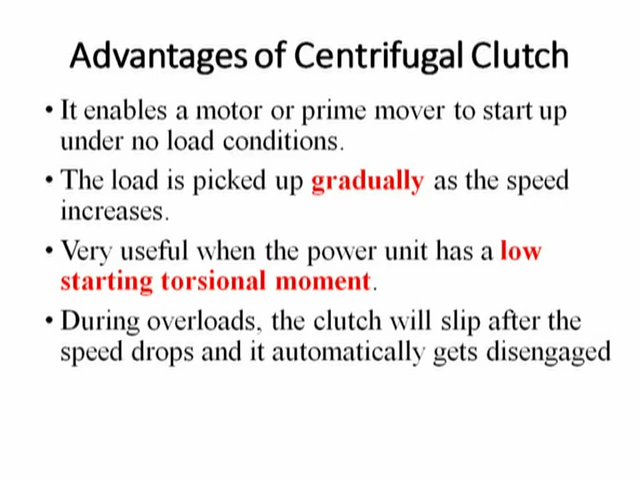 Advantages of Centrifugal Clutch
• It enables a motor or prime mover to start up
under no load conditions.
• The load is picked up gradually as the speed
increases.
• Very useful when the power unit has a low
starting torsional moment.
• During overloads, the clutch will slip after the
speed drops and it automatically gets disengaged